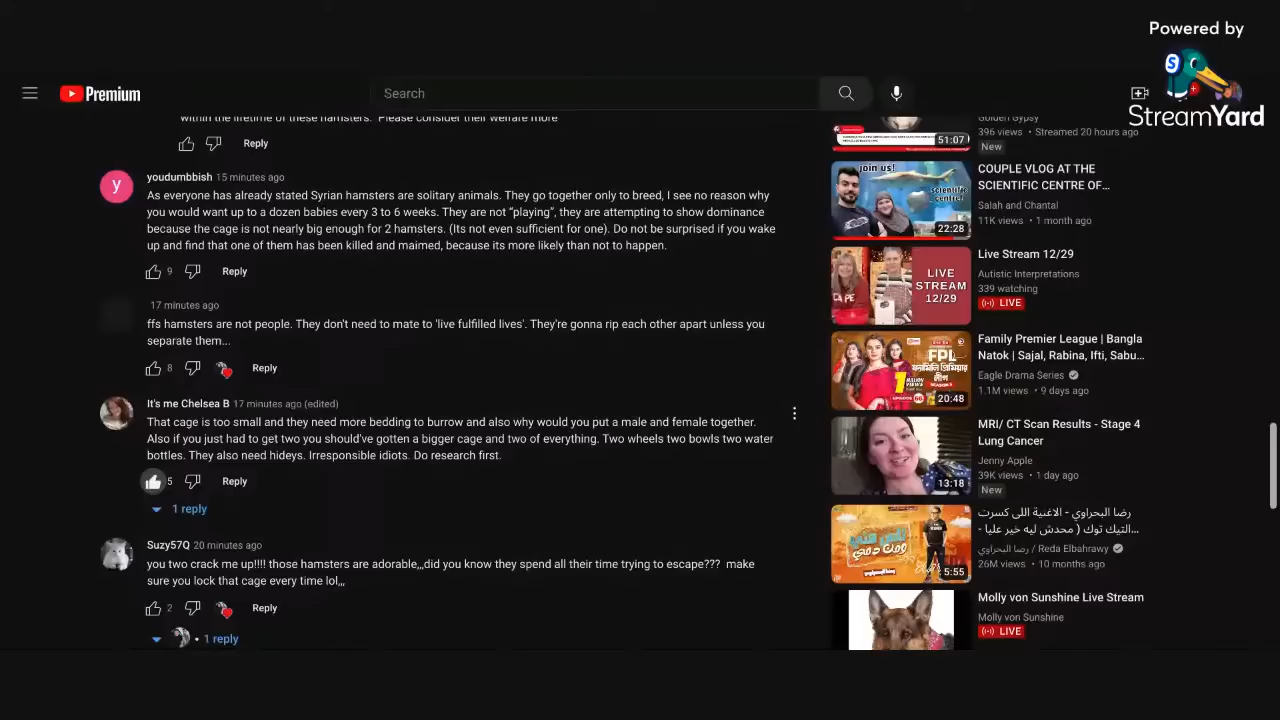 Powered by
StreamYard
Premium
Search
within the lifetime of these hamsters. Please consider their welfare more
Reply
y
youdumbish 15 minutes ago
As everyone has already stated Syrian hamsters are solitary animals. They go together only to breed, I see no reason why
you would want up to a dozen babies every 3 to 6 weeks. They are not “playing”, they are attempting to show dominance
because the cage is not nearly big enough for 2 hamsters. (Its not even sufficient for one). Do not be surprised if you wake
up and find that one of them has been killed and maimed, because its more likely than not to happen.
9 Reply
17 minutes ago
ffs hamsters are not people. They don't need to mate to 'live fulfilled lives'. They're gonna rip each other apart unless you
separate them...
8 Reply
It's me Chelsea B 17 minutes ago (edited)
That cage is too small and they need more bedding to burrow and also why would you put a male and female together.
Also if you just had to get two you should've gotten a bigger cage and two of everything. Two wheels two bowls two water
bottles. They also need hideys. Irresponsible idiots. Do research first.
5 Reply
1 reply
Suzy57Q 20 minutes ago
you two crack me up!!!! those hamsters are adorable,,,did you know they spend all their time trying to escape??? make
sure you lock that cage every time lol,,,
2 Reply
• 1 reply
51:07
Golden Gypsy
396 views • Streamed 20 hours ago
New
join us!
scientific
centre!
22:28
COUPLE VLOG AT THE
SCIENTIFIC CENTRE OF...
Salah and Chantal
11K views • 1 month ago
LIVE
STREAM
12/29
Live Stream 12/29
Autistic Interpretations
339 watching
LIVE
FPL
1 MILLION
VIEWS
20:48
Family Premier League | Bangla
Natok | Sajal, Rabina, Ifti, Sabu...
Eagle Drama Series
1.1M views • 9 days ago
13:18
MRI/ CT Scan Results - Stage 4
Lung Cancer
Jenny Apple
39K views • 1 day ago
New
5:55
رضا البحراوي - الاغنية اللى كسرت
التيك توك ( محدش ليه خير عليا - ...
رضا البحراوي / Reda Elbahrawy
26M views • 10 months ago
Molly von Sunshine Live Stream
Molly von Sunshine
LIVE